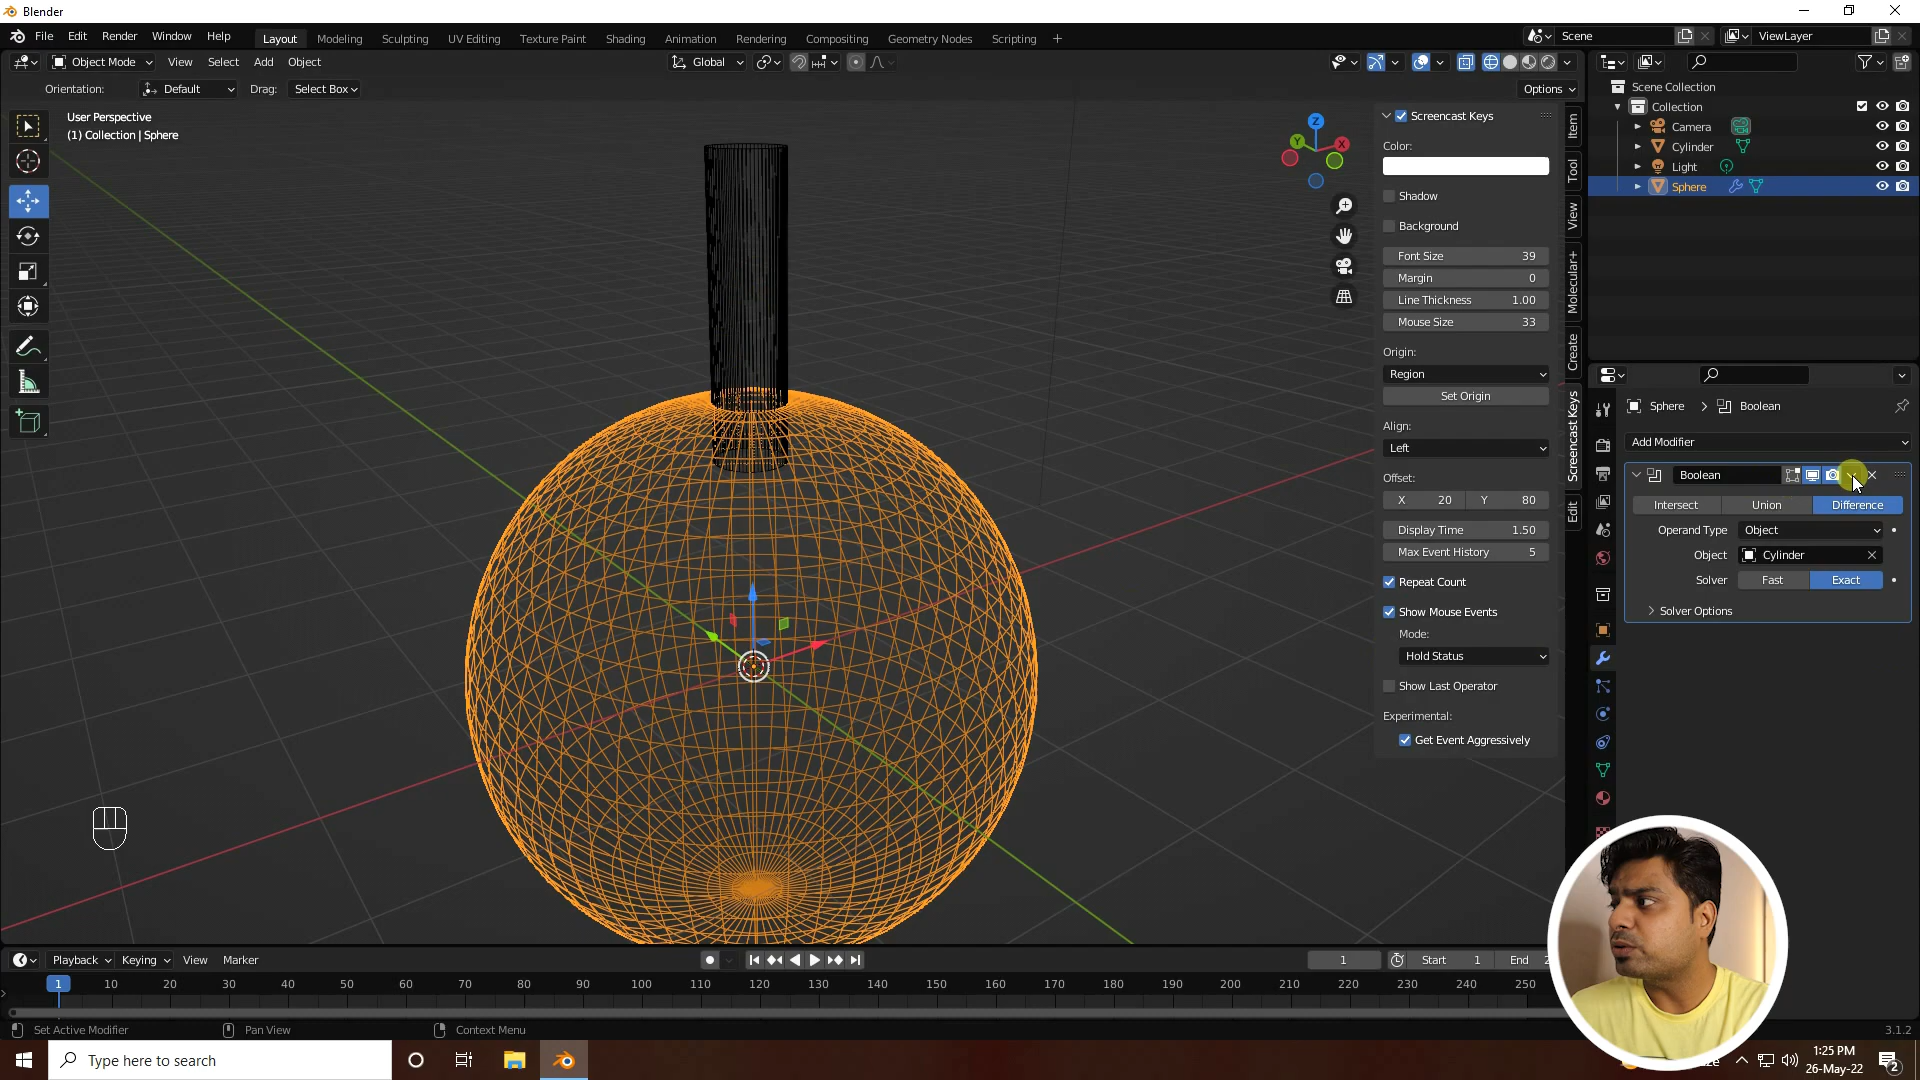 Blender
File Edit Render Window Help Layout Modeling Sculpting UV Editing Texture Paint Shading Animation Rendering Compositing Geometry Nodes Scripting + Scene ViewLayer
Object Mode View Select Add Object Global
Orientation: Default Drag: Select Box Options
User Perspective
(1) Collection | Sphere
Z
Y
X
Screencast Keys
Color:
Shadow
Background
Font Size 39
Margin 0
Line Thickness 1.00
Mouse Size 33
Origin:
Region
Set Origin
Align:
Left
Offset:
X 20 Y 80
Display Time 1.50
Max Event History 5
Repeat Count
Show Mouse Events
Mode:
Hold Status
Show Last Operator
Experimental:
Get Event Aggressively
Item
Tool
View
Molecular+
Create
Screencast Keys
Edit
Scene Collection
Collection
Camera
Cylinder
Light
Sphere
Sphere > Boolean
Add Modifier
Boolean
Intersect Union Difference
Operand Type Object
Object Cylinder
Solver Fast Exact
Solver Options
Playback Keying View Marker 1 Start 1 End 2
1 10 20 30 40 50 60 70 80 90 100 110 120 130 140 150 160 170 180 190 200 210 220 230 240 250
Set Active Modifier Pan View Context Menu 3.1.2
Type here to search
1:25 PM
26-May-22
2